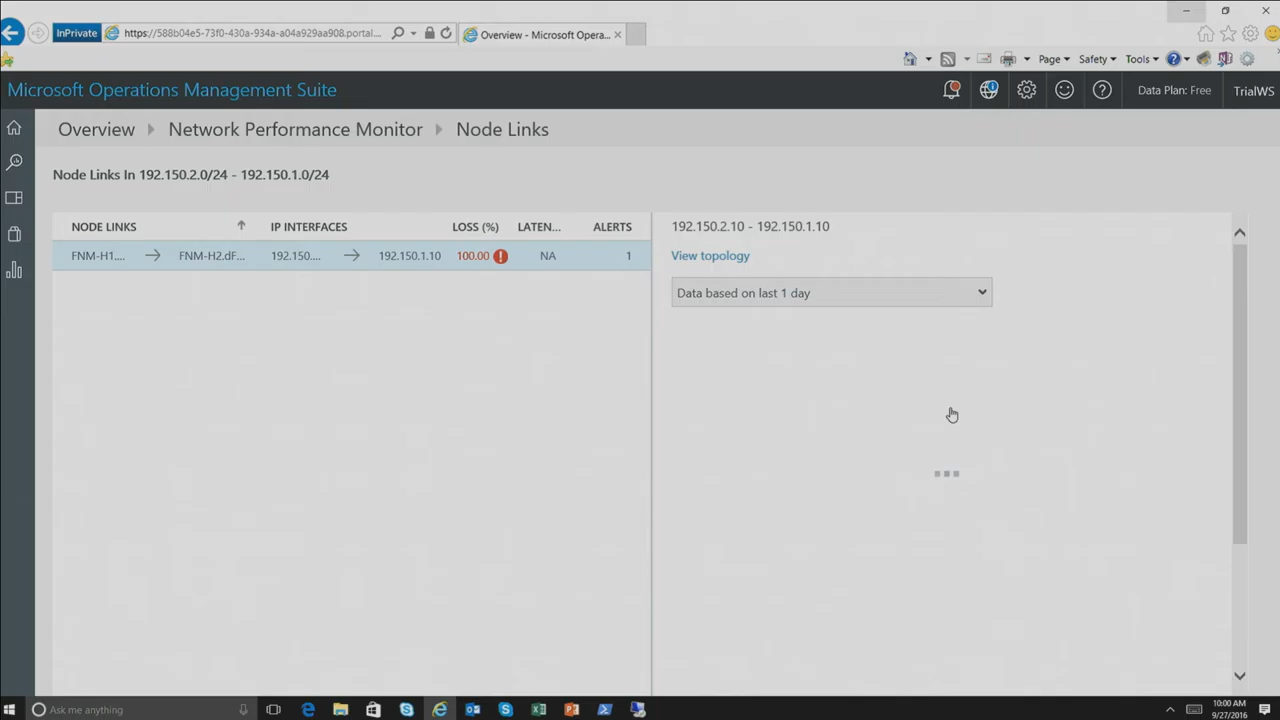 InPrivate
https://588b04e5-73f0-430a-934a-a04a929aa908.portal...
Overview - Microsoft Opera...
Page
Safety
Tools
Microsoft Operations Management Suite
Data Plan: Free
TrialWS
Overview
Network Performance Monitor
Node Links
Node Links In 192.150.2.0/24 - 192.150.1.0/24
NODE LINKS IP INTERFACES LOSS (%) LATEN... ALERTS
FNM-H1.... FNM-H2.dF... 192.150.... 192.150.1.10 100.00 NA 1
192.150.2.10 - 192.150.1.10
View topology
Data based on last 1 day
Ask me anything
10:00 AM
9/27/2016